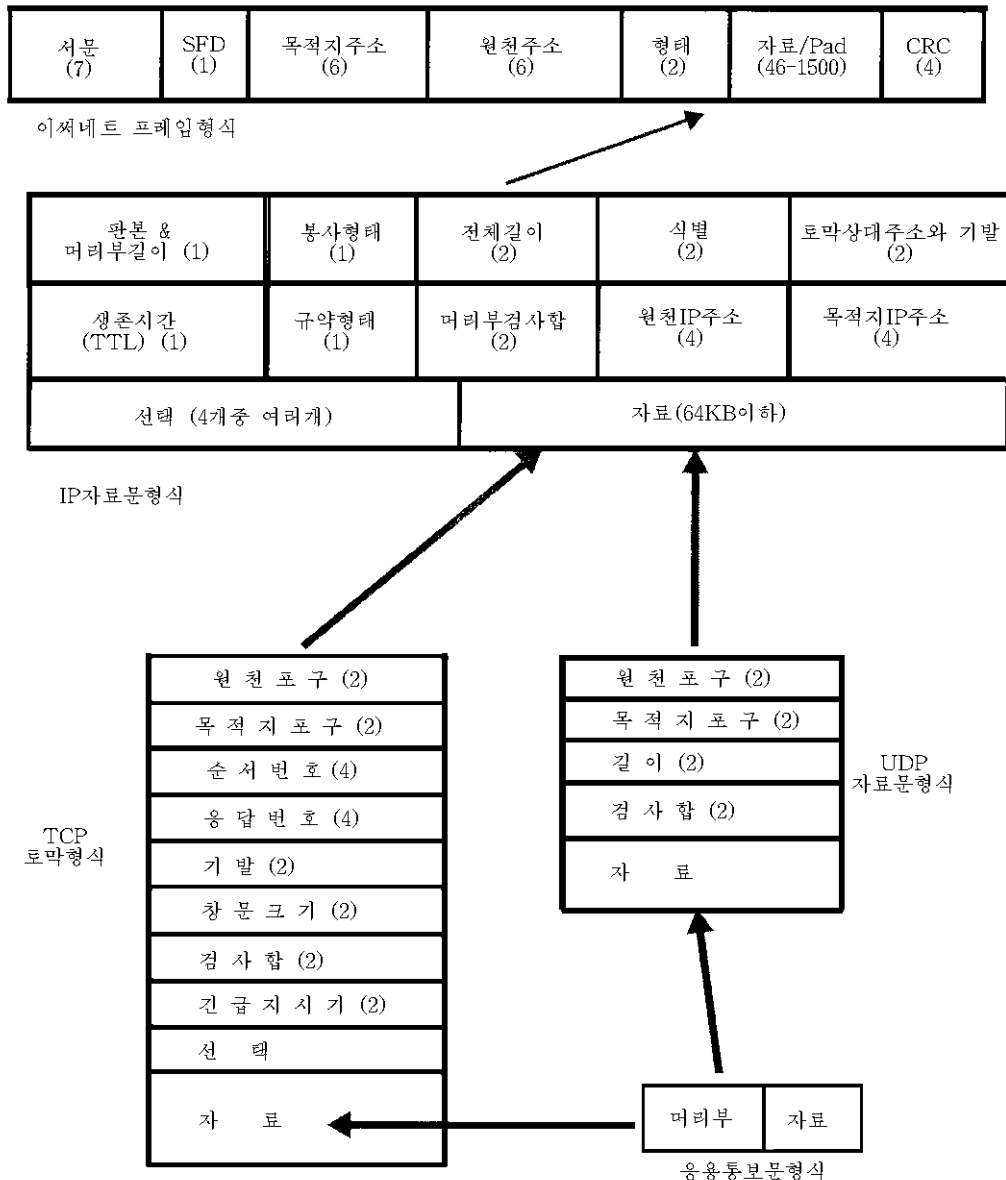 서문
(7)
SFD
(1)
목적지주소
(6)
원천주소
(6)
형태
(2)
자료/Pad
(46-1500)
CRC
(4)
이써네트 프레임형식
판본 &
머리부길이 (1)
봉사형태
(1)
전체길이
(2)
식별
(2)
토막상대주소와 기발
(2)
생존시간
(TTL) (1)
규약형태
(1)
머리부검사합
(2)
원천IP주소
(4)
목적지IP주소
(4)
선택 (4개중 여러개)
자료(64KB이하)
IP자료문형식
TCP
토막형식
원 천 포 구 (2)
목 적 지 포 구 (2)
순 서 번 호 (4)
응 답 번 호 (4)
기 발 (2)
창 문 크 기 (2)
검 사 합 (2)
긴 급 지 시 기 (2)
선 택
자 료
원 천 포 구 (2)
목 적 지 포 구 (2)
길 이 (2)
검 사 합 (2)
자 료
UDP
자료문형식
머리부
자료
응용통보문형식